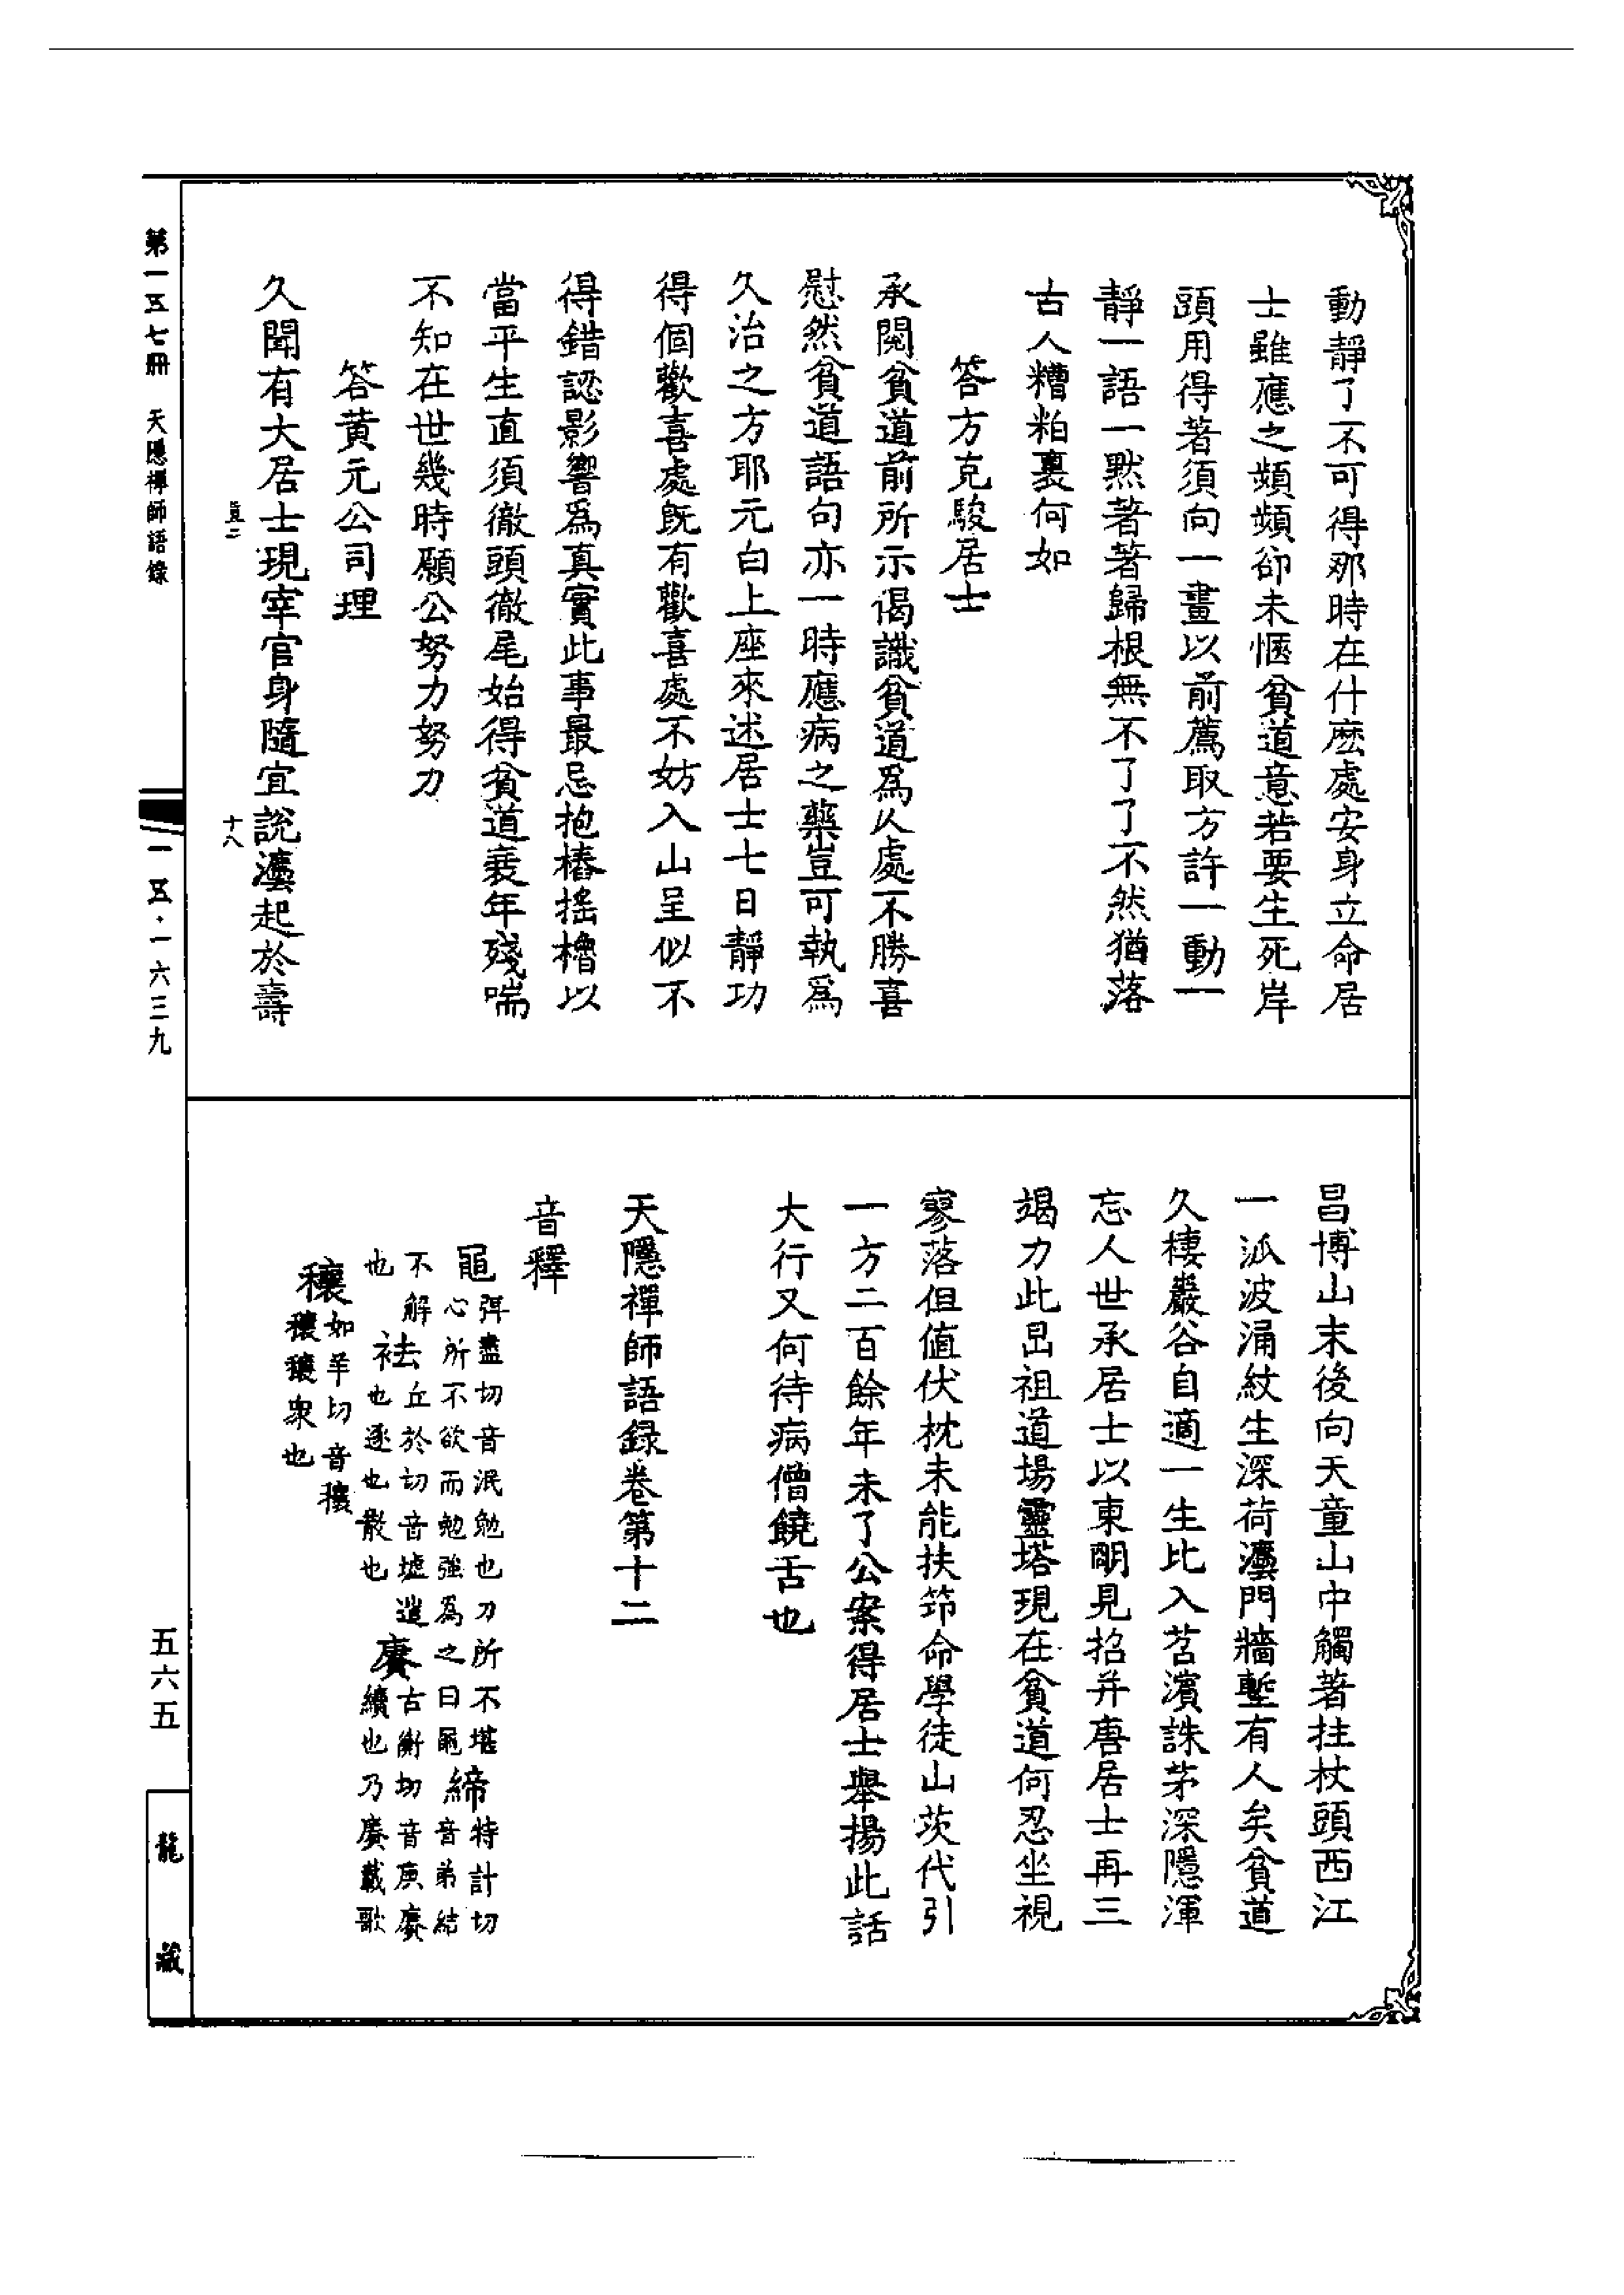 動靜了不可得那時在什麽處安身立命居
士雖應之頻頻卻未愜貧道意若要生死岸
頭用得著須向一畫以前薦取方許一動一
靜一語一默著著歸根無不了了不然猶落
古人糟粕裏何如
答方克駿居士
承閱貧道前所示偈識貧道爲人處不勝喜
慰然貧道語句亦一時應病之藥豈可執爲
久治之方耶元白上座來述居士七日靜功
得個歡喜處既有歡喜處不妨入山呈似不
得錯認影響爲真實此事最忌抱樁搖櫓以
當平生直須徹頭徹尾始得貧道衰年殘喘
不知在世幾時願公努力努力
答黃元公司理
久聞有大居士現宰官身隨宜說灋起於壽
十八
昌博山末後向天童山中觸著拄杖頭西江
一派波涌紋生深荷灋門牆塹有人矣貧道
久棲巖谷自適一生比入苕濱誅茅深隱渾
忘人世承居士以東明見招并唐居士再三
竭力此岀祖道場靈塔現在貧道何忍坐視
寥落但值伏枕未能扶筇命學徒山茨代引
一方二百餘年未了公案得居士舉揚此話
大行又何待病僧饒舌也
天隱禪師語録卷第十二
音釋
黽弭盡切音泯勉也力所不堪心所不欲而勉強爲之曰黽 締特計切音弟結
不解也 袪丘於切音墟遣也逐也散也 賡古衡切音庚賡續也乃賡載歌
穰如羊切音穰穰穰衆也
第一五七冊 天隱禪師語錄
一五·一六三九
五六五
龍藏